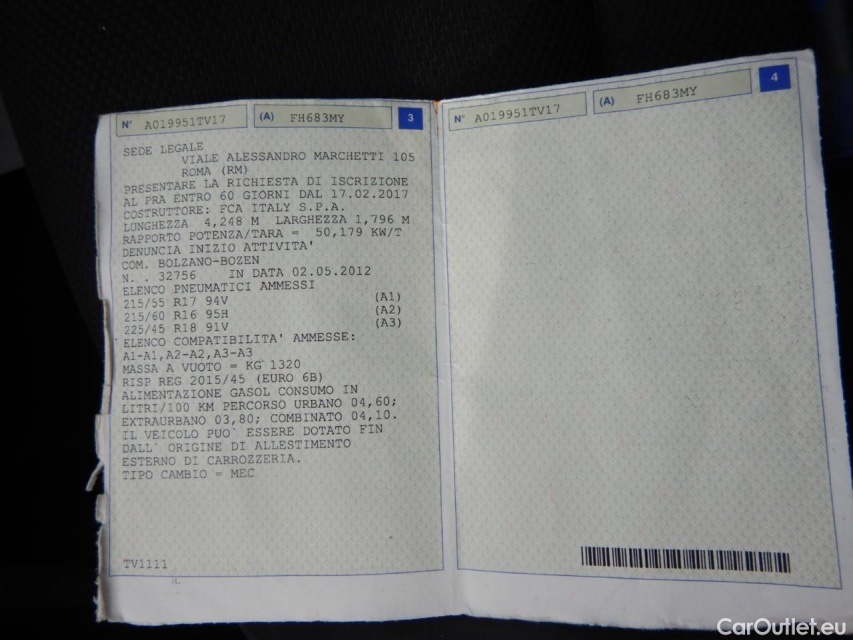 N° A019951TV17 (A) FH683MY 3
SEDE LEGALE
VIALE ALESSANDRO MARCHETTI 105
ROMA (RM)
PRESENTARE LA RICHIESTA DI ISCRIZIONE
AL PRA ENTRO 60 GIORNI DAL 17.02.2017
COSTRUTTORE: FCA ITALY S.P.A.
LUNGHEZZA 4,248 M LARGHEZZA 1,796 M
RAPPORTO POTENZA/TARA = 50,179 KW/T
DENUNCIA INIZIO ATTIVITA'
COM. BOLZANO-BOZEN
N. . 32756 IN DATA 02.05.2012
ELENCO PNEUMATICI AMMESSI
215/55 R17 94V (A1)
215/60 R16 95H (A2)
225/45 R18 91V (A3)
ELENCO COMPATIBILITA' AMMESSE:
A1-A1,A2-A2,A3-A3
MASSA A VUOTO = KG 1320
RISP REG 2015/45 (EURO 6B)
ALIMENTAZIONE GASOL CONSUMO IN
LITRI/100 KM PERCORSO URBANO 04,60;
EXTRAURBANO 03,80; COMBINATO 04,10.
IL VEICOLO PUO' ESSERE DOTATO FIN
DALL' ORIGINE DI ALLESTIMENTO
ESTERNO DI CARROZZERIA.
TIPO CAMBIO = MEC
TV1111
N° A019951TV17 (A) FH683MY 4
CarOutlet.eu